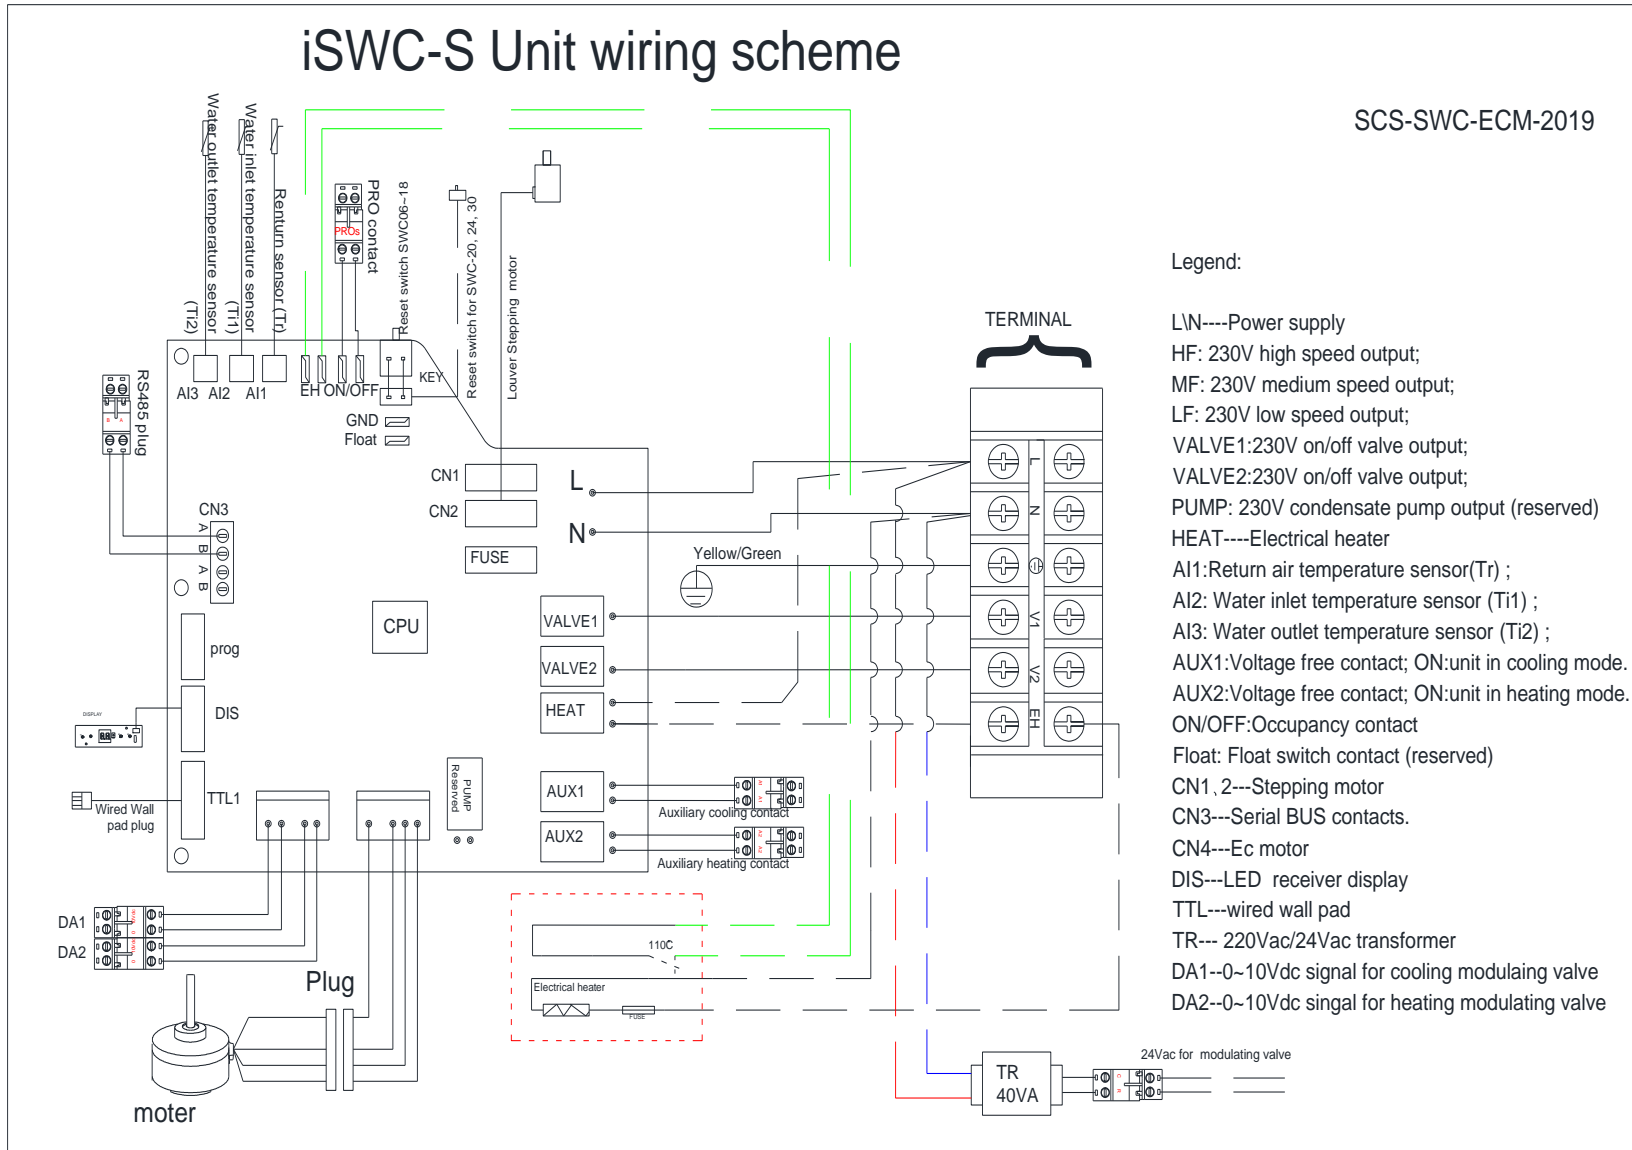 iSWC-S Unit wiring scheme
SCS-SWC-ECM-2019
Water outlet temperature sensor
(Ti2)
Water inlet temperature sensor
(Ti1)
Renturn sensor (Tr)
PRO contact
PROs
Reset switch SWC06~18
Reset switch for SWC-20, 24, 30
Louver Stepping motor
RS485 plug
B A
AI3 AI2 AI1
EH ON/OFF
KEY
GND
Float
CN1
CN2
FUSE
L
N
CN3
A
B
A
B
CPU
prog
DIS
DISPLAY
TTL1
Wired Wall
pad plug
VALVE1
VALVE2
HEAT
PUMP
Reserved
AUX1
AUX2
Auxiliary cooling contact
A1
A1
Auxiliary heating contact
A2
A2
Yellow/Green
TERMINAL
L
N
V1
V2
EH
DA1
DA2
Plug
moter
110C
Electrical heater
FUSE
TR
40VA
24Vac for modulating valve
Legend:
L\N----Power supply
HF: 230V high speed output;
MF: 230V medium speed output;
LF: 230V low speed output;
VALVE1:230V on/off valve output;
VALVE2:230V on/off valve output;
PUMP: 230V condensate pump output (reserved)
HEAT----Electrical heater
AI1:Return air temperature sensor(Tr) ;
AI2: Water inlet temperature sensor (Ti1) ;
AI3: Water outlet temperature sensor (Ti2) ;
AUX1:Voltage free contact; ON:unit in cooling mode.
AUX2:Voltage free contact; ON:unit in heating mode.
ON/OFF:Occupancy contact
Float: Float switch contact (reserved)
CN1、2---Stepping motor
CN3---Serial BUS contacts.
CN4---Ec motor
DIS---LED receiver display
TTL---wired wall pad
TR--- 220Vac/24Vac transformer
DA1--0~10Vdc signal for cooling modulaing valve
DA2--0~10Vdc singal for heating modulating valve